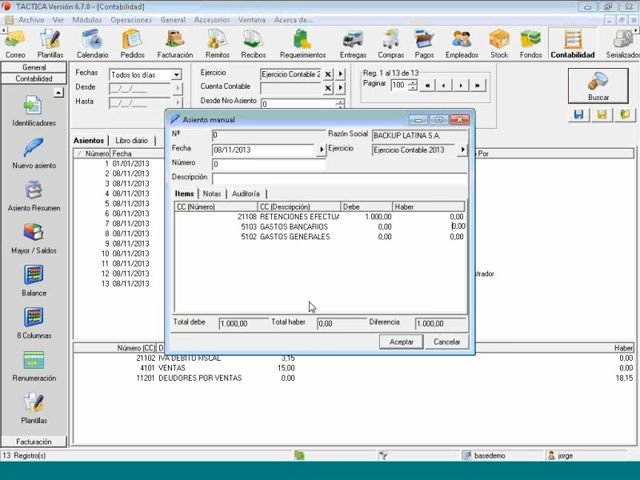 TACTICA Versión 6.7.0 - [Contabilidad]
Archivo Ver Módulos Operaciones General Accesorios Ventana Acerca de...
Correo Plantillas Calendario Pedidos Facturación Remitos Recibos Requerimientos Entregas Compras Pagos Empleados Stock Fondos Contabilidad Serializados
General
Contabilidad
Identificadores
Nuevo asiento
Asiento Resumen
Mayor / Saldos
Balance
8 Columnas
Renumeración
Plantillas
Facturación
Fechas Todos los días
Desde __/__/____
Hasta __/__/____
Ejercicio Ejercicio Contable 2
Cuenta Contable
Desde Nro Asiento 0
Reg. 1 al 13 de 13
Paginar 100
Buscar
Asientos Libro diario
Número Fecha
1 01/01/2013
2 08/11/2013
3 08/11/2013
4 08/11/2013
5 08/11/2013
6 08/11/2013
7 08/11/2013
8 08/11/2013
9 08/11/2013
10 08/11/2013
11 08/11/2013
12 08/11/2013
13 08/11/2013
Por
trador
Asiento manual
Nº 0 Razón Social BACKUP LATINA S.A.
Fecha 08/11/2013 Ejercicio Ejercicio Contable 2013
Número 0
Descripción
Items Notas Auditoría
CC (Número) CC (Descripción) Debe Haber
21108 RETENCIONES EFECTUA 1.000,00 0,00
5103 GASTOS BANCARIOS 0,00 0,00
5102 GASTOS GENERALES 0,00 0,00
Total debe 1.000,00 Total haber 0,00 Diferencia 1.000,00
Aceptar Cancelar
Número (CC) D Haber
21102 IVA DEBITO FISCAL 3,15 0,00
4101 VENTAS 15,00 0,00
11201 DEUDORES POR VENTAS 0,00 18,15
13 Registro(s) basedemo jorge